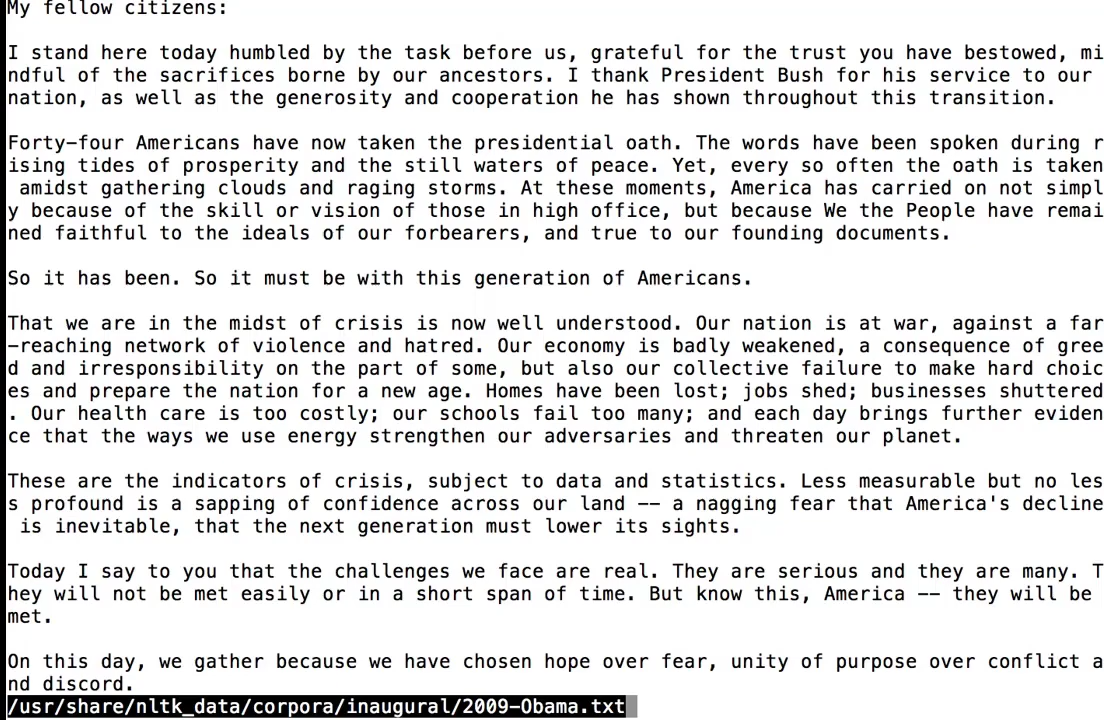 My fellow citizens:
I stand here today humbled by the task before us, grateful for the trust you have bestowed, mi
ndful of the sacrifices borne by our ancestors. I thank President Bush for his service to our
nation, as well as the generosity and cooperation he has shown throughout this transition.
Forty-four Americans have now taken the presidential oath. The words have been spoken during r
ising tides of prosperity and the still waters of peace. Yet, every so often the oath is taken
amidst gathering clouds and raging storms. At these moments, America has carried on not simpl
y because of the skill or vision of those in high office, but because We the People have remai
ned faithful to the ideals of our forbearers, and true to our founding documents.
So it has been. So it must be with this generation of Americans.
That we are in the midst of crisis is now well understood. Our nation is at war, against a far
-reaching network of violence and hatred. Our economy is badly weakened, a consequence of gree
d and irresponsibility on the part of some, but also our collective failure to make hard choic
es and prepare the nation for a new age. Homes have been lost; jobs shed; businesses shuttered
. Our health care is too costly; our schools fail too many; and each day brings further eviden
ce that the ways we use energy strengthen our adversaries and threaten our planet.
These are the indicators of crisis, subject to data and statistics. Less measurable but no les
s profound is a sapping of confidence across our land -- a nagging fear that America's decline
is inevitable, that the next generation must lower its sights.
Today I say to you that the challenges we face are real. They are serious and they are many. T
hey will not be met easily or in a short span of time. But know this, America -- they will be
met.
On this day, we gather because we have chosen hope over fear, unity of purpose over conflict a
nd discord.
/usr/share/nltk_data/corpora/inaugural/2009-Obama.txt